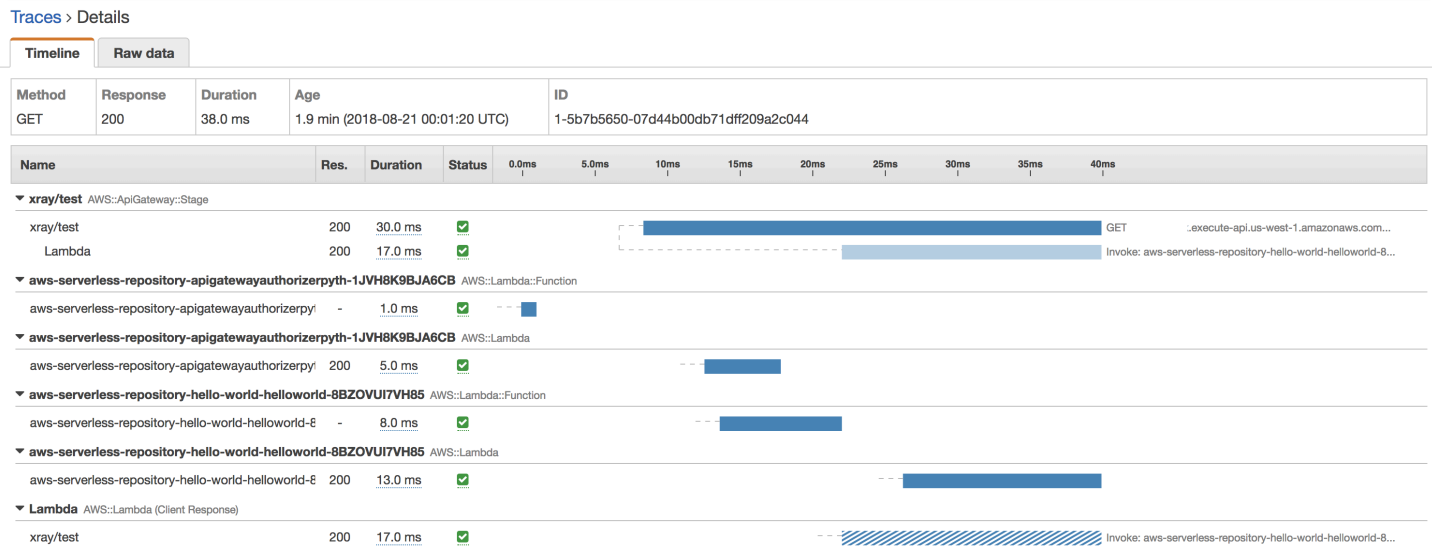 Traces > Details
Timeline Raw data
Method Response Duration Age ID
GET 200 38.0 ms 1.9 min (2018-08-21 00:01:20 UTC) 1-5b7b5650-07d44b00db71dff209a2c044
Name Res. Duration Status 0.0ms 5.0ms 10ms 15ms 20ms 25ms 30ms 35ms 40ms
xray/test AWS::ApiGateway::Stage
xray/test 200 30.0 ms GET :.execute-api.us-west-1.amazonaws.com...
Lambda 200 17.0 ms Invoke: aws-serverless-repository-hello-world-helloworld-8...
aws-serverless-repository-apigatewayauthorizerpyth-1JVH8K9BJA6CB AWS::Lambda::Function
aws-serverless-repository-apigatewayauthorizerpyt - 1.0 ms
aws-serverless-repository-apigatewayauthorizerpyth-1JVH8K9BJA6CB AWS::Lambda
aws-serverless-repository-apigatewayauthorizerpyt 200 5.0 ms
aws-serverless-repository-hello-world-helloworld-8BZOVUI7VH85 AWS::Lambda::Function
aws-serverless-repository-hello-world-helloworld-8 - 8.0 ms
aws-serverless-repository-hello-world-helloworld-8BZOVUI7VH85 AWS::Lambda
aws-serverless-repository-hello-world-helloworld-8 200 13.0 ms
Lambda AWS::Lambda (Client Response)
xray/test 200 17.0 ms Invoke: aws-serverless-repository-hello-world-helloworld-8...